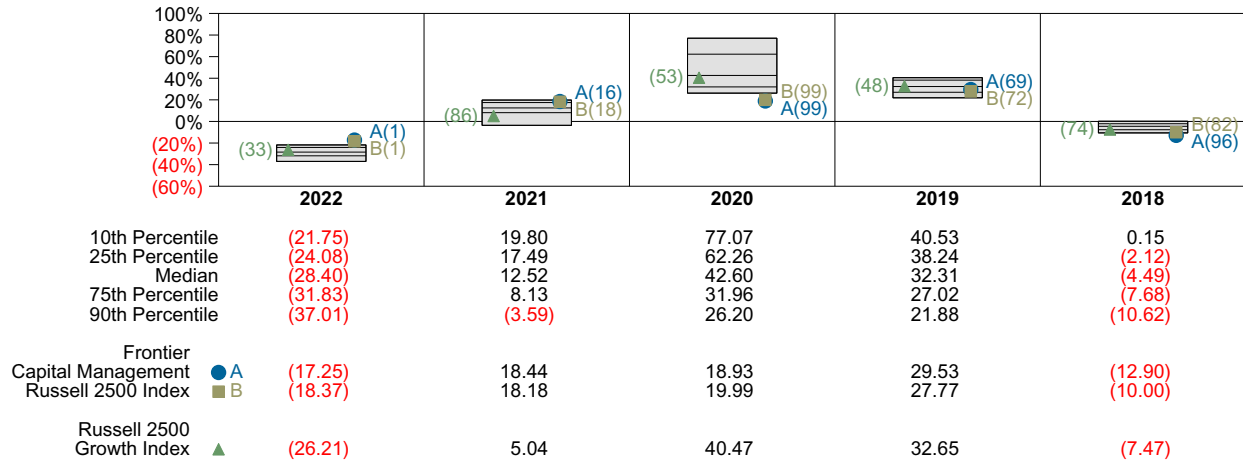 100%
80%
60%
40%
20%
0%
(20%)
(40%)
(60%)
(33)
A(1)
B(1)
(86)
A(16)
B(18)
(53)
B(99)
A(99)
(48)
A(69)
B(72)
(74)
B(82)
A(96)
2022 2021 2020 2019 2018
10th Percentile (21.75) 19.80 77.07 40.53 0.15
25th Percentile (24.08) 17.49 62.26 38.24 (2.12)
Median (28.40) 12.52 42.60 32.31 (4.49)
75th Percentile (31.83) 8.13 31.96 27.02 (7.68)
90th Percentile (37.01) (3.59) 26.20 21.88 (10.62)
Frontier
Capital Management A (17.25) 18.44 18.93 29.53 (12.90)
Russell 2500 Index B (18.37) 18.18 19.99 27.77 (10.00)
Russell 2500
Growth Index (26.21) 5.04 40.47 32.65 (7.47)